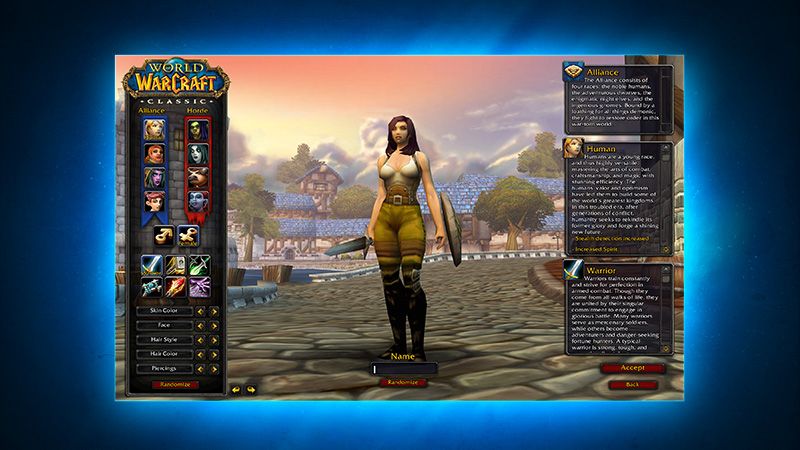 WORLD
OF
WARCRAFT
CLASSIC
Alliance Horde
Female
Skin Color
Face
Hair Style
Hair Color
Piercings
Randomize
Name
Randomize
Alliance
The Alliance consists of
four races: the noble humans,
the adventurous dwarves, the
enigmatic night elves, and the
ingenious gnomes. Bound by a
loathing for all things demonic,
they fight to restore order in this
war-torn world.
Human
Humans are a young race,
and thus highly versatile,
mastering the arts of combat,
craftsmanship, and magic with
stunning efficiency. The
humans' valor and optimism
have led them to build some of
the world's greatest kingdoms.
In this troubled era, after
generations of conflict,
humanity seeks to rekindle its
former glory and forge a shining
new future.
Stealth detection increased
Increased Spirit
Warrior
Warriors train constantly
and strive for perfection in
armed combat. Though they
come from all walks of life, they
are united by their singular
commitment to engage in
glorious battle. Many warriors
serve as mercenary soldiers,
while others become
adventurers and danger-seeking
fortune hunters. A typical
warrior is strong, tough, and
Accept
Back